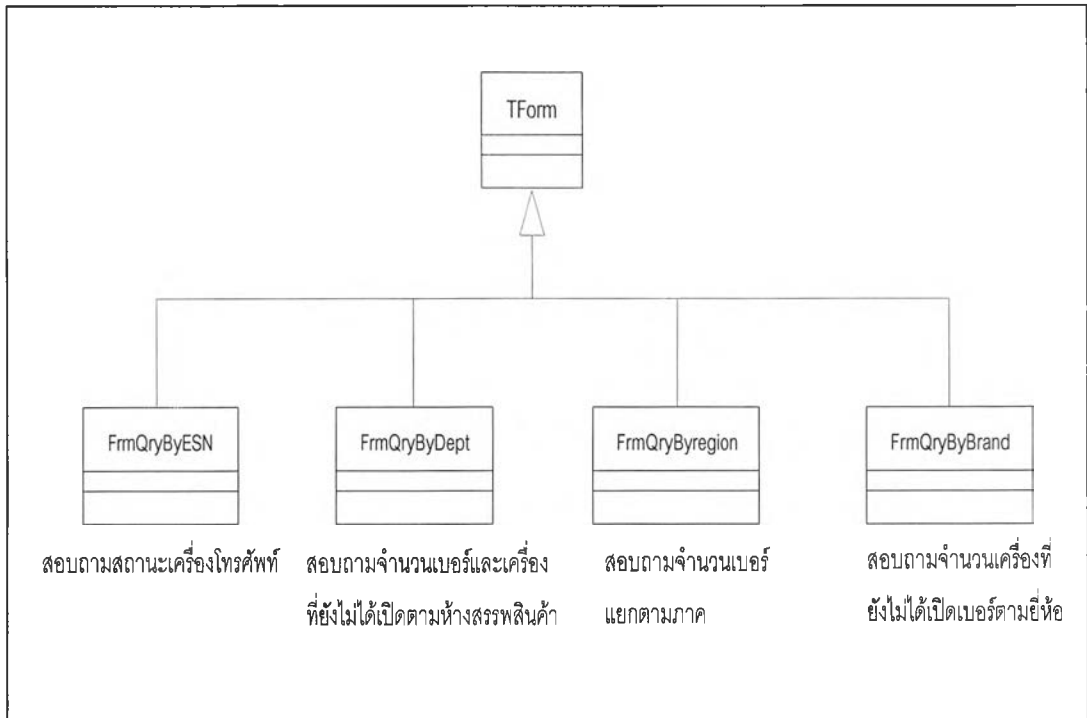 TForm
FrmQryByESN
FrmQryByDept
FrmQryByregion
FrmQryByBrand
สอบถามสถานะเครื่องโทรศัพท์
สอบถามจำนวนเบอร์และเครื่อง
ที่ยังไม่ได้เปิดตามห้างสรรพสินค้า
สอบถามจำนวนเบอร์
แยกตามภาค
สอบถามจำนวนเครื่องที่
ยังไม่ได้เปิดเบอร์ตามยี่ห้อ